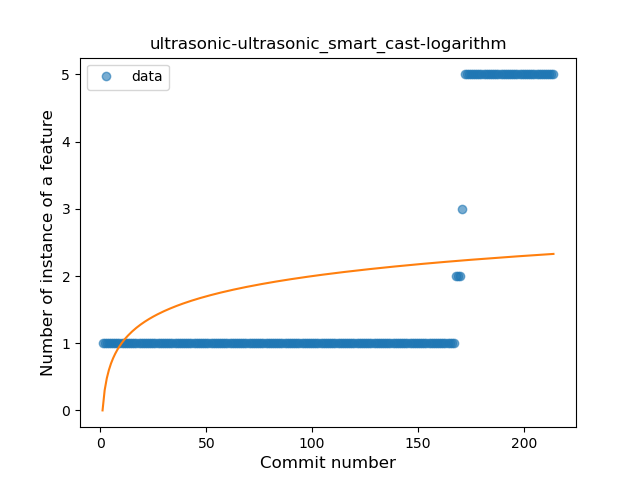 ultrasonic-ultrasonic_smart_cast-logarithm
data
Number of instance of a feature
5
4
3
2
1
0
0 50 100 150 200
Commit number